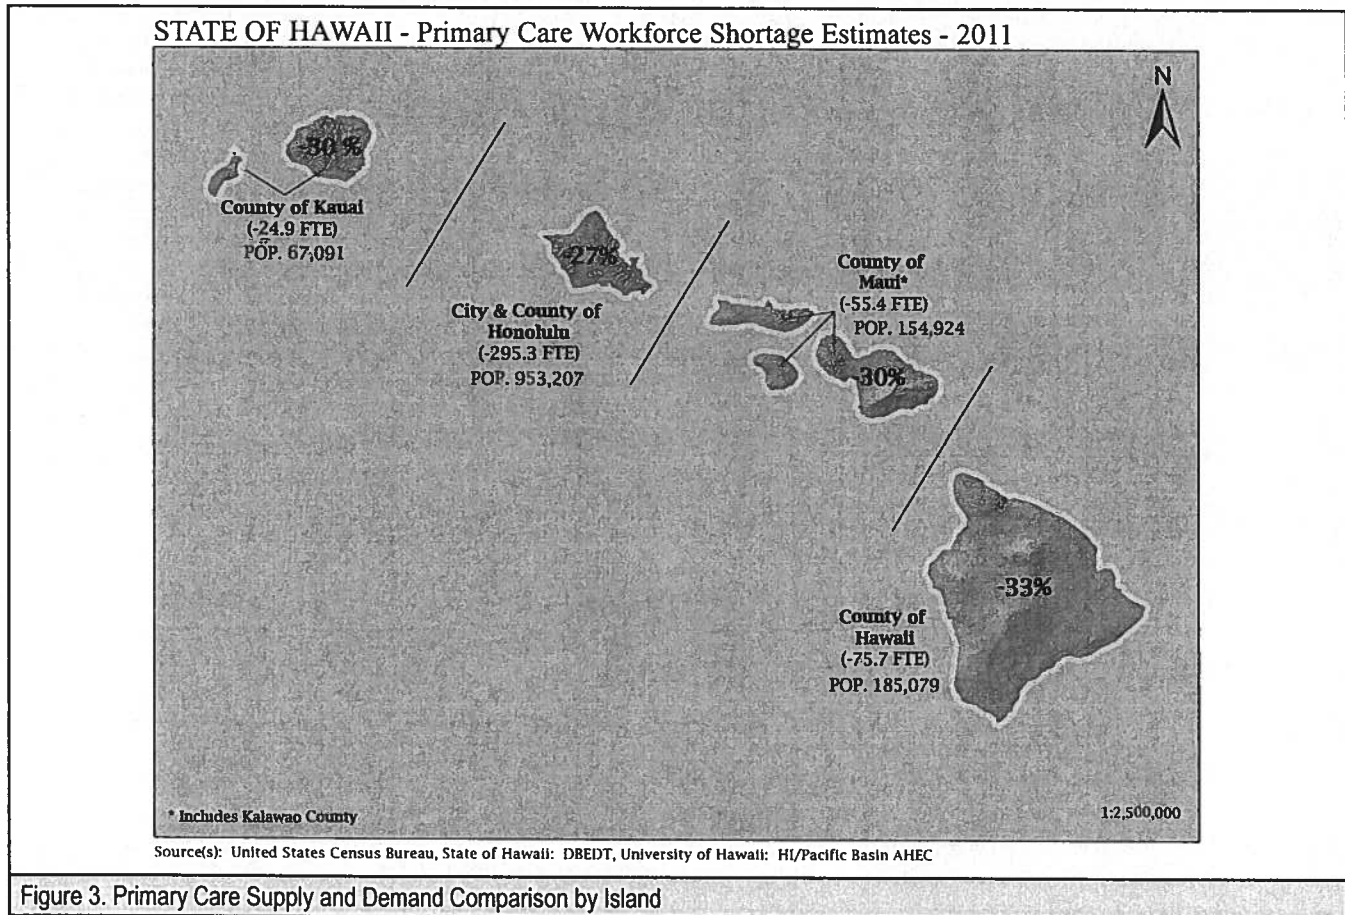 STATE OF HAWAII - Primary Care Workforce Shortage Estimates - 2011
N
-30 %
County of Kauai
(-24.9 FTE)
POP. 67,091
-27%
City & County of
Honolulu
(-295.3 FTE)
POP. 953,207
County of
Maui*
(-55.4 FTE)
POP. 154,924
-30%
-33%
County of
Hawaii
(-75.7 FTE)
POP. 185,079
* Includes Kalawao County
1:2,500,000
Source(s): United States Census Bureau, State of Hawaii: DBEDT, University of Hawaii: HI/Pacific Basin AHEC
Figure 3. Primary Care Supply and Demand Comparison by Island